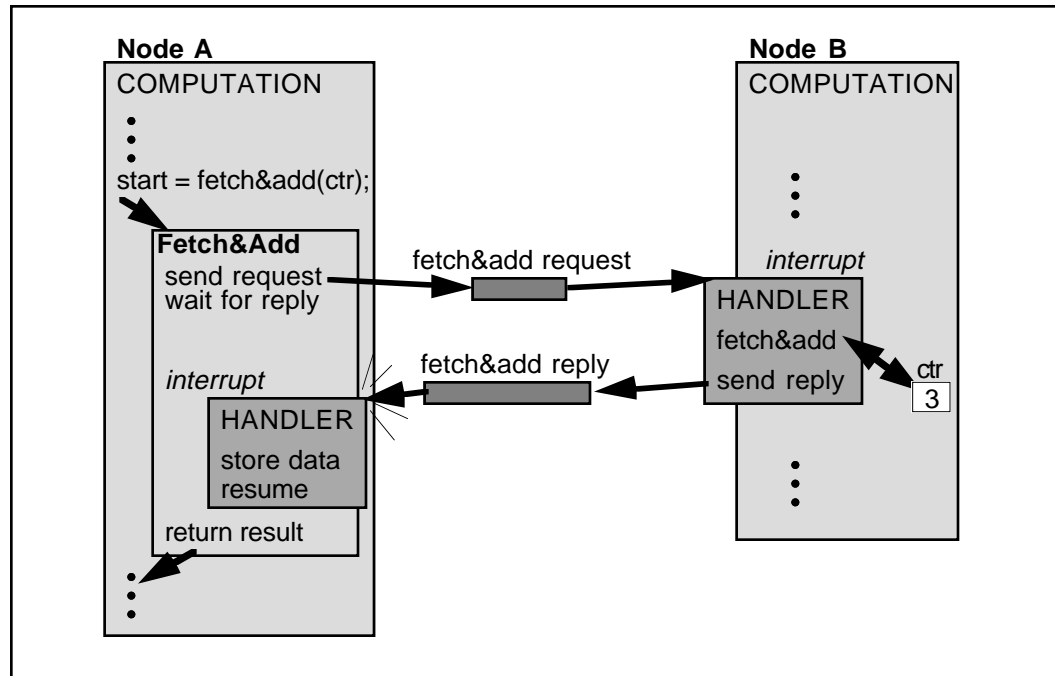 Node A
COMPUTATION
start = fetch&add(ctr);
Fetch&Add
send request
wait for reply
interrupt
HANDLER
store data
resume
return result
fetch&add request
fetch&add reply
Node B
COMPUTATION
interrupt
HANDLER
fetch&add
send reply
ctr
3